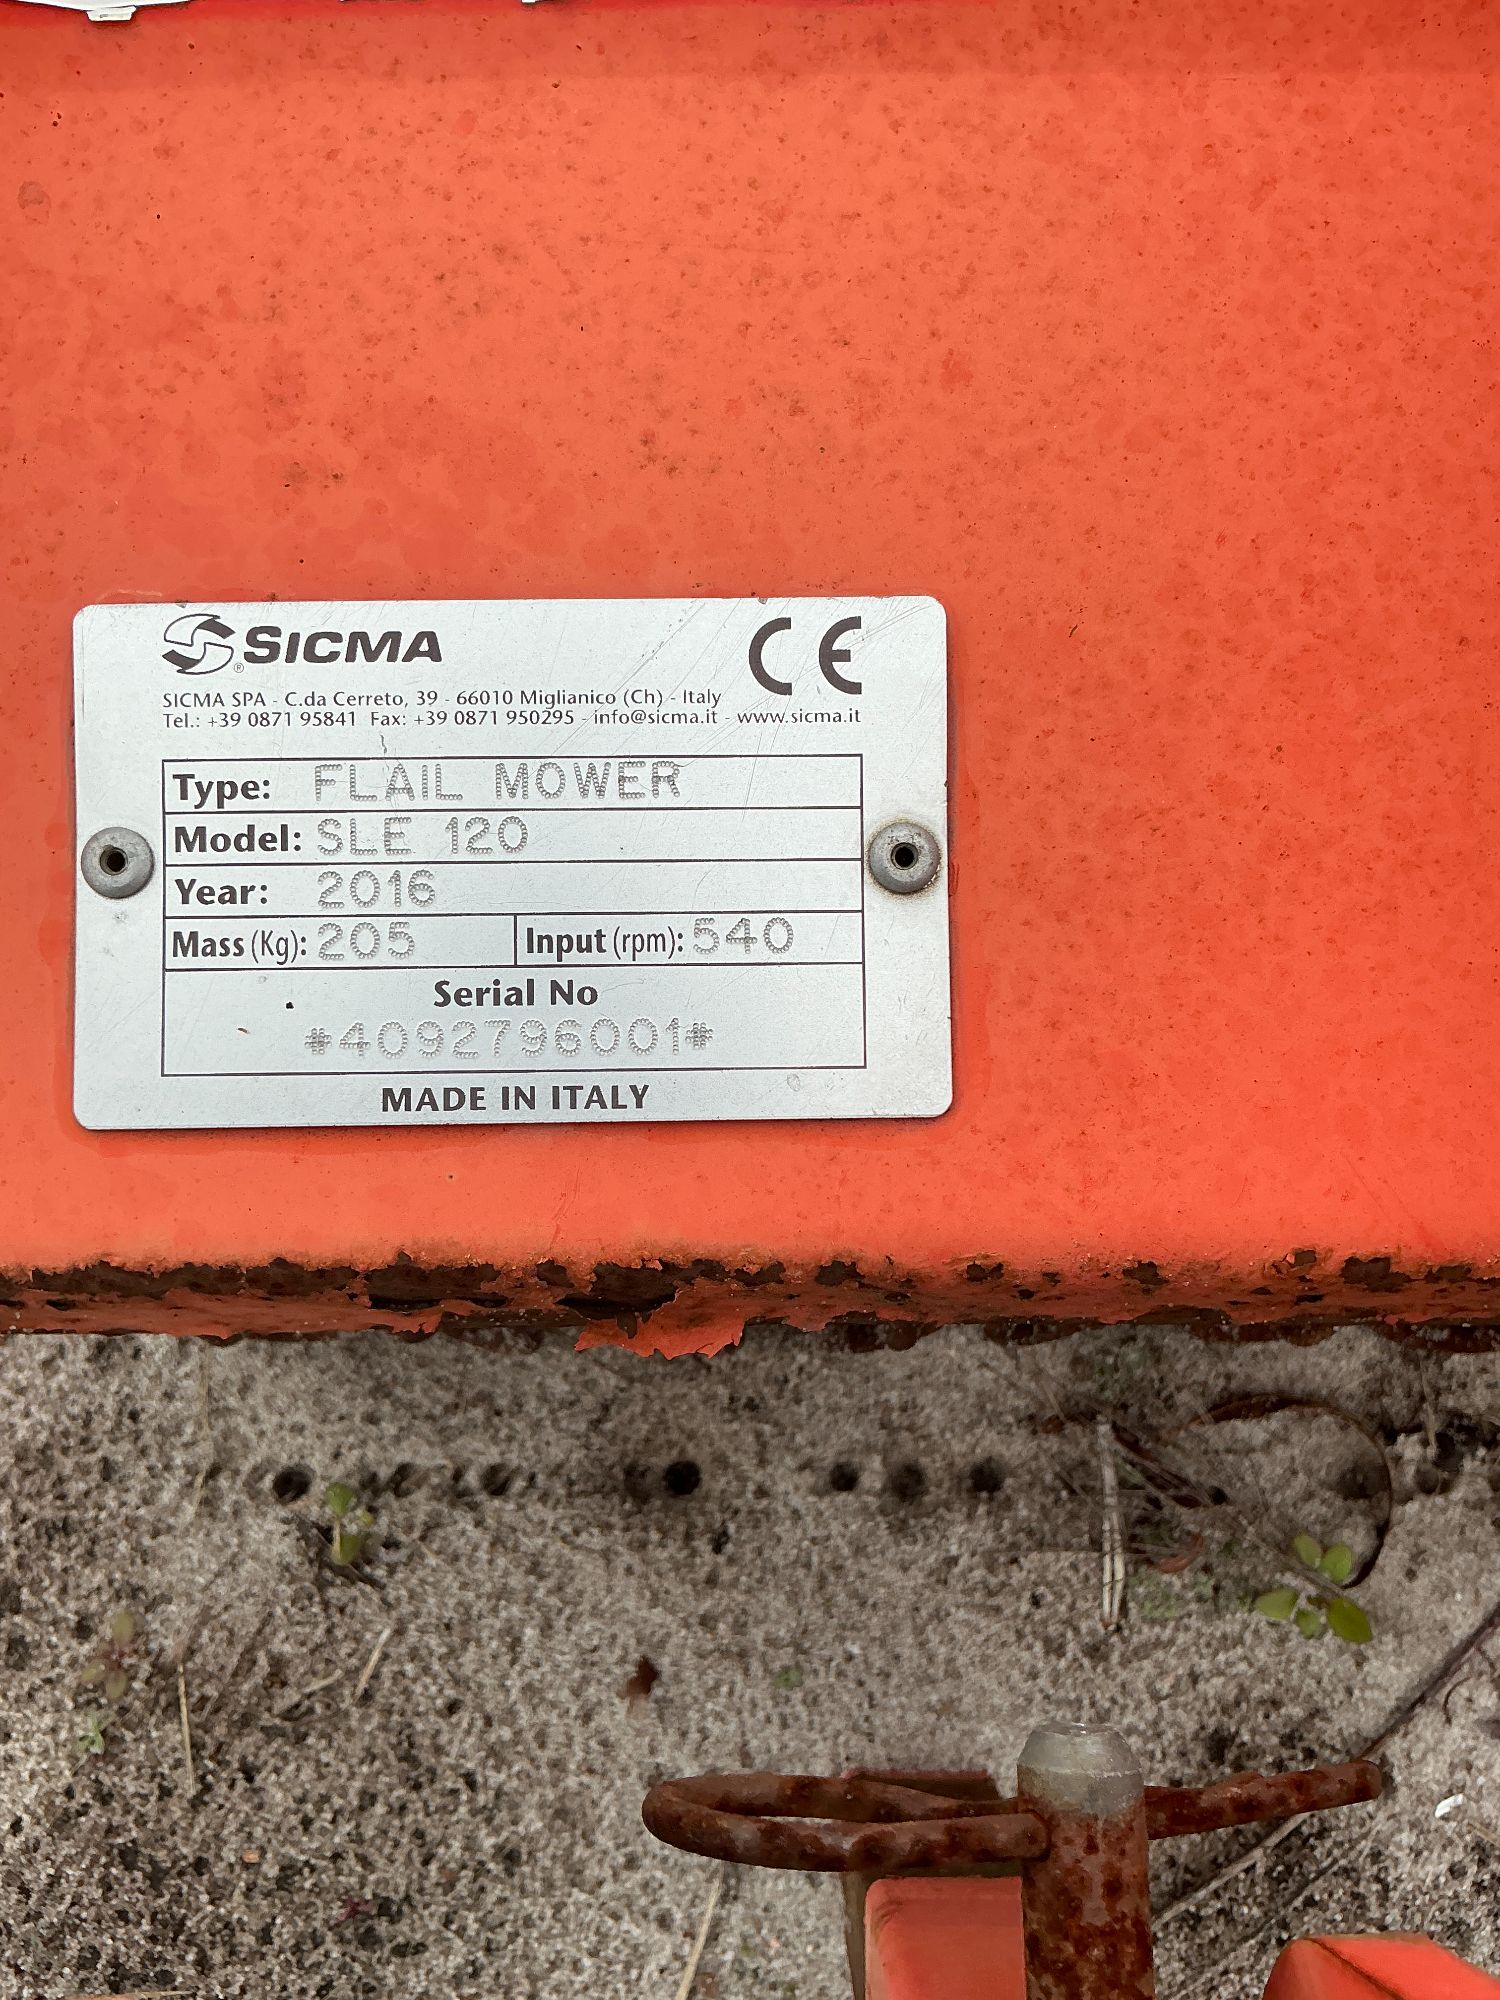 SICMA CE
SICMA SPA - C.da Cerreto, 39 - 66010 Miglianico (Ch) - Italy
Tel.: +39 0871 95841 Fax: +39 0871 950295 - info@sicma.it - www.sicma.it
Type: FLAIL MOWER
Model: SLE 120
Year: 2016
Mass (Kg): 205 Input (rpm): 540
Serial No
*4092796001*
MADE IN ITALY